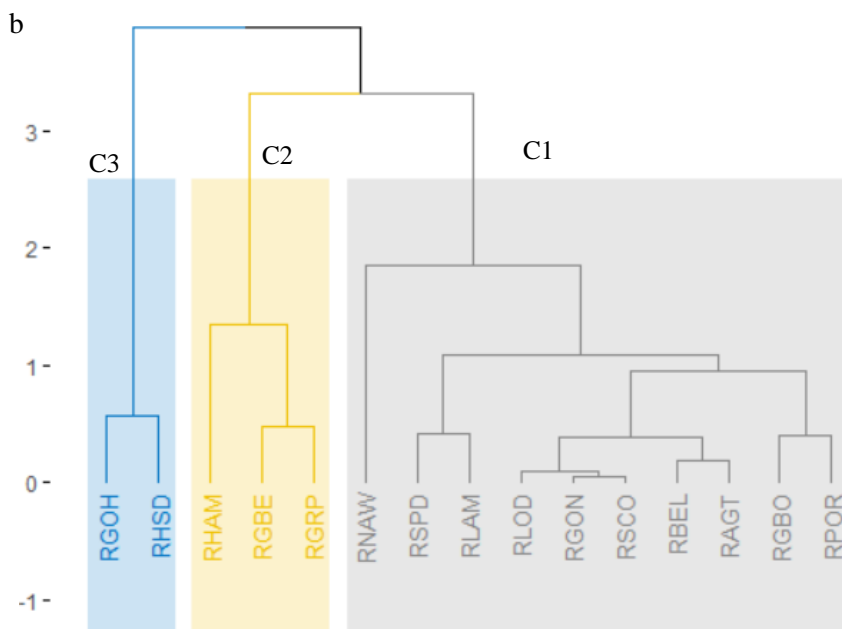 b
3
C3
C2
C1
2
1
0
RGOH
RHSD
RHAM
RGBE
RGRP
RNAW
RSPD
RLAM
RLOD
RGON
RSCO
RBEL
RAGT
RGBO
RPOR
-1